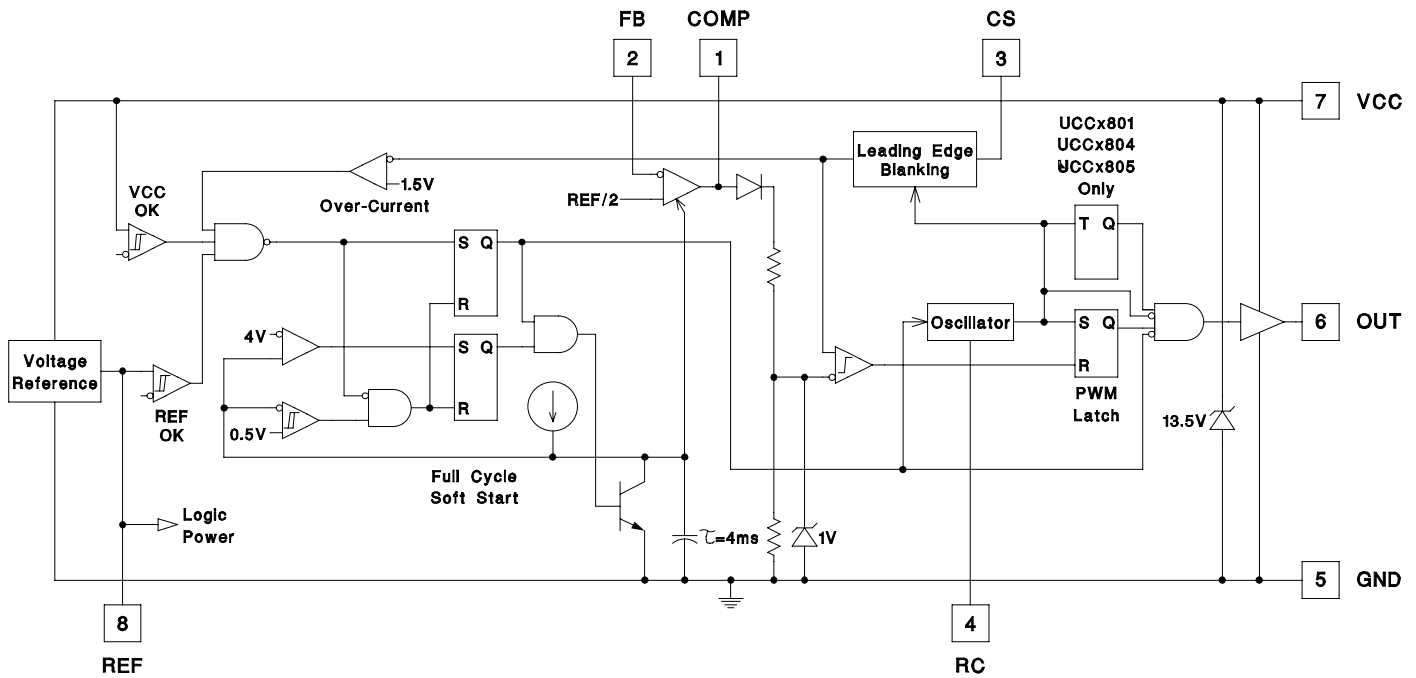 FB COMP CS
2 1 3
7 VCC
UCCx801
UCCx804
UCCx805
Only
Leading Edge
Blanking
1.5V
Over-Current
REF/2
VCC
OK
S Q
R
T Q
4V
S Q
R
Oscillator
S Q
R
PWM
Latch
6 OUT
Voltage
Reference
REF
OK
0.5V
13.5V
Full Cycle
Soft Start
Logic
Power
τ=4ms
1V
5 GND
8
REF
4
RC